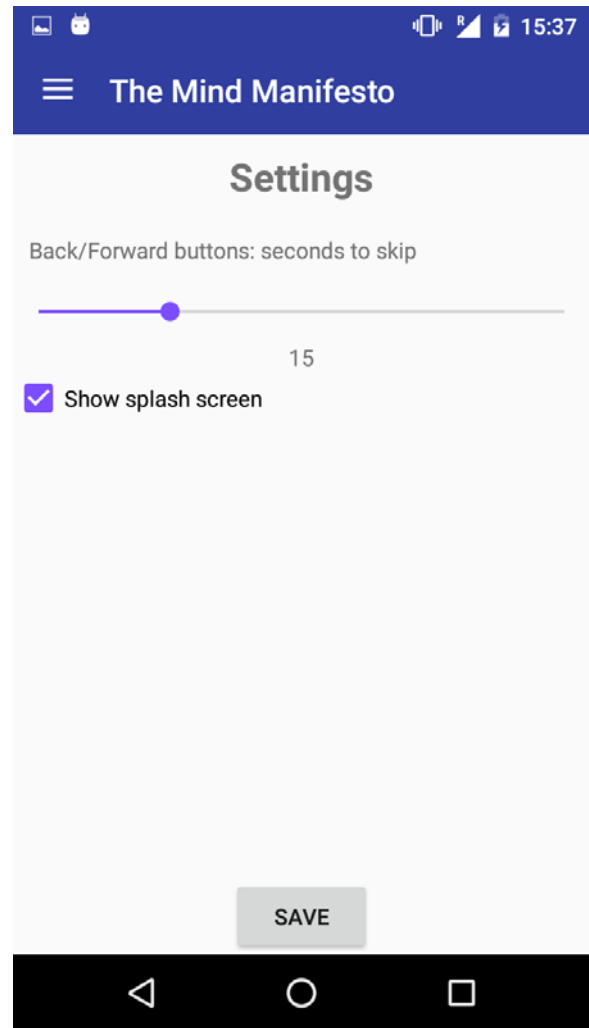 R 15:37
The Mind Manifesto
Settings
Back/Forward buttons: seconds to skip
15
Show splash screen
SAVE